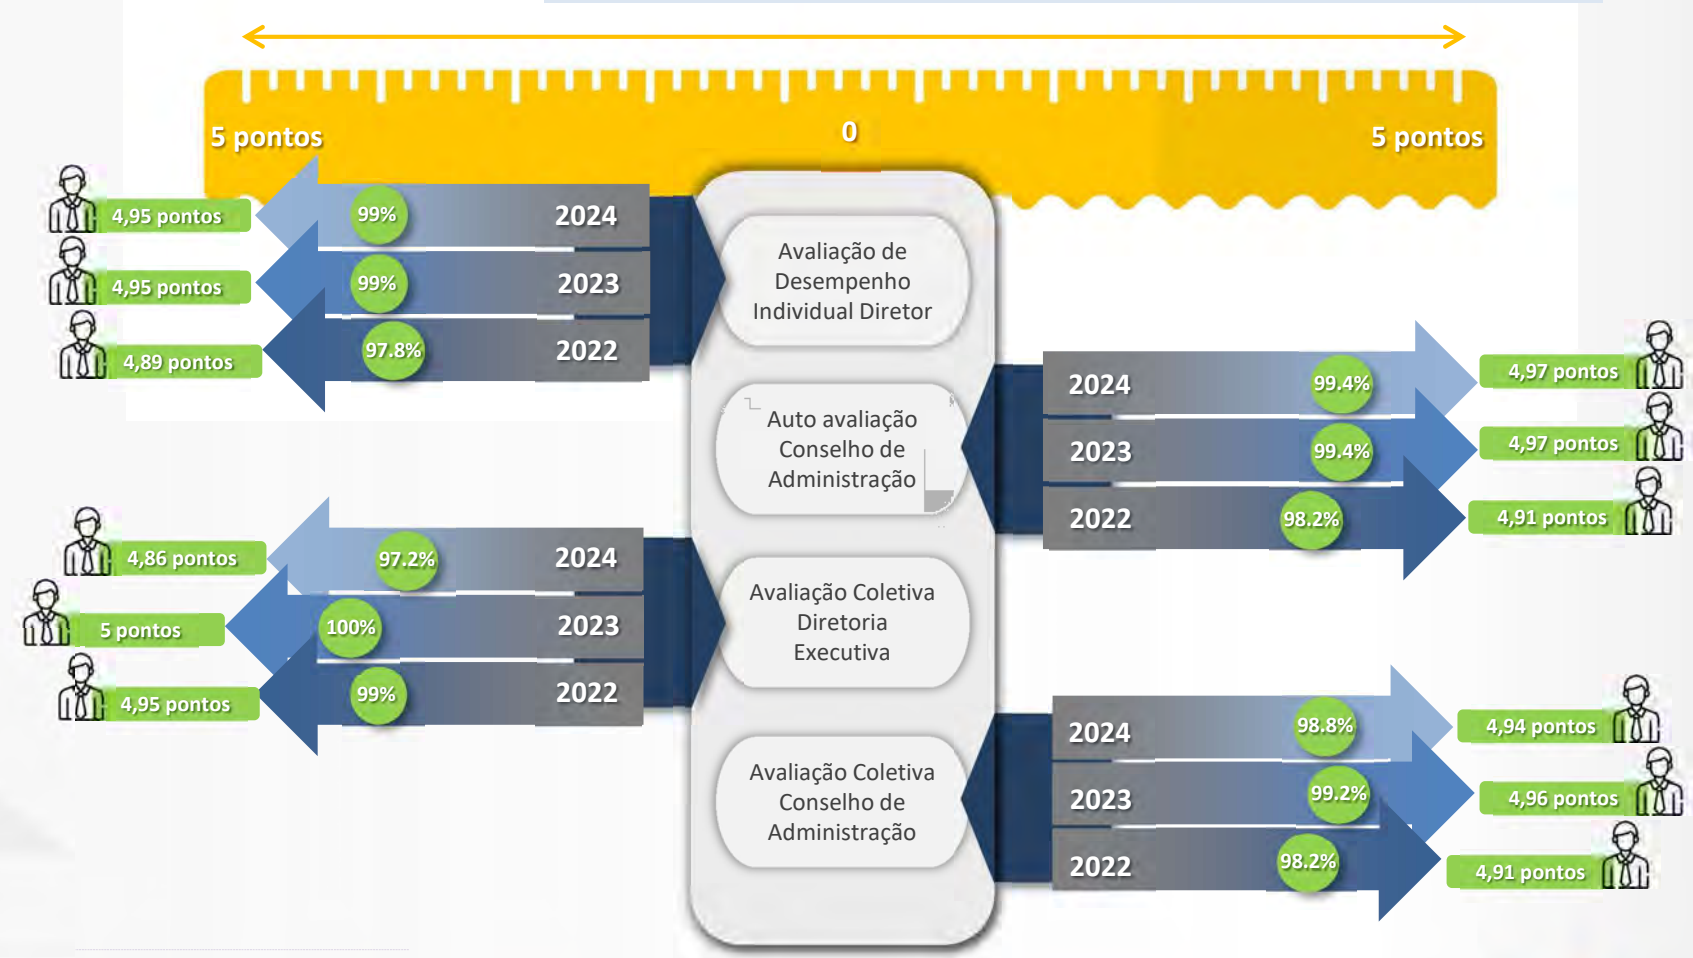 5 pontos
0
5 pontos
4,95 pontos
99%
2024
4,95 pontos
99%
2023
4,89 pontos
97.8%
2022
Avaliação de
Desempenho
Individual Diretor
Auto avaliação
Conselho de
Administração
2024
99.4%
4,97 pontos
2023
99.4%
4,97 pontos
2022
98.2%
4,91 pontos
4,86 pontos
97.2%
2024
5 pontos
100%
2023
4,95 pontos
99%
2022
Avaliação Coletiva
Diretoria
Executiva
Avaliação Coletiva
Conselho de
Administração
2024
98.8%
4,94 pontos
2023
99.2%
4,96 pontos
2022
98.2%
4,91 pontos